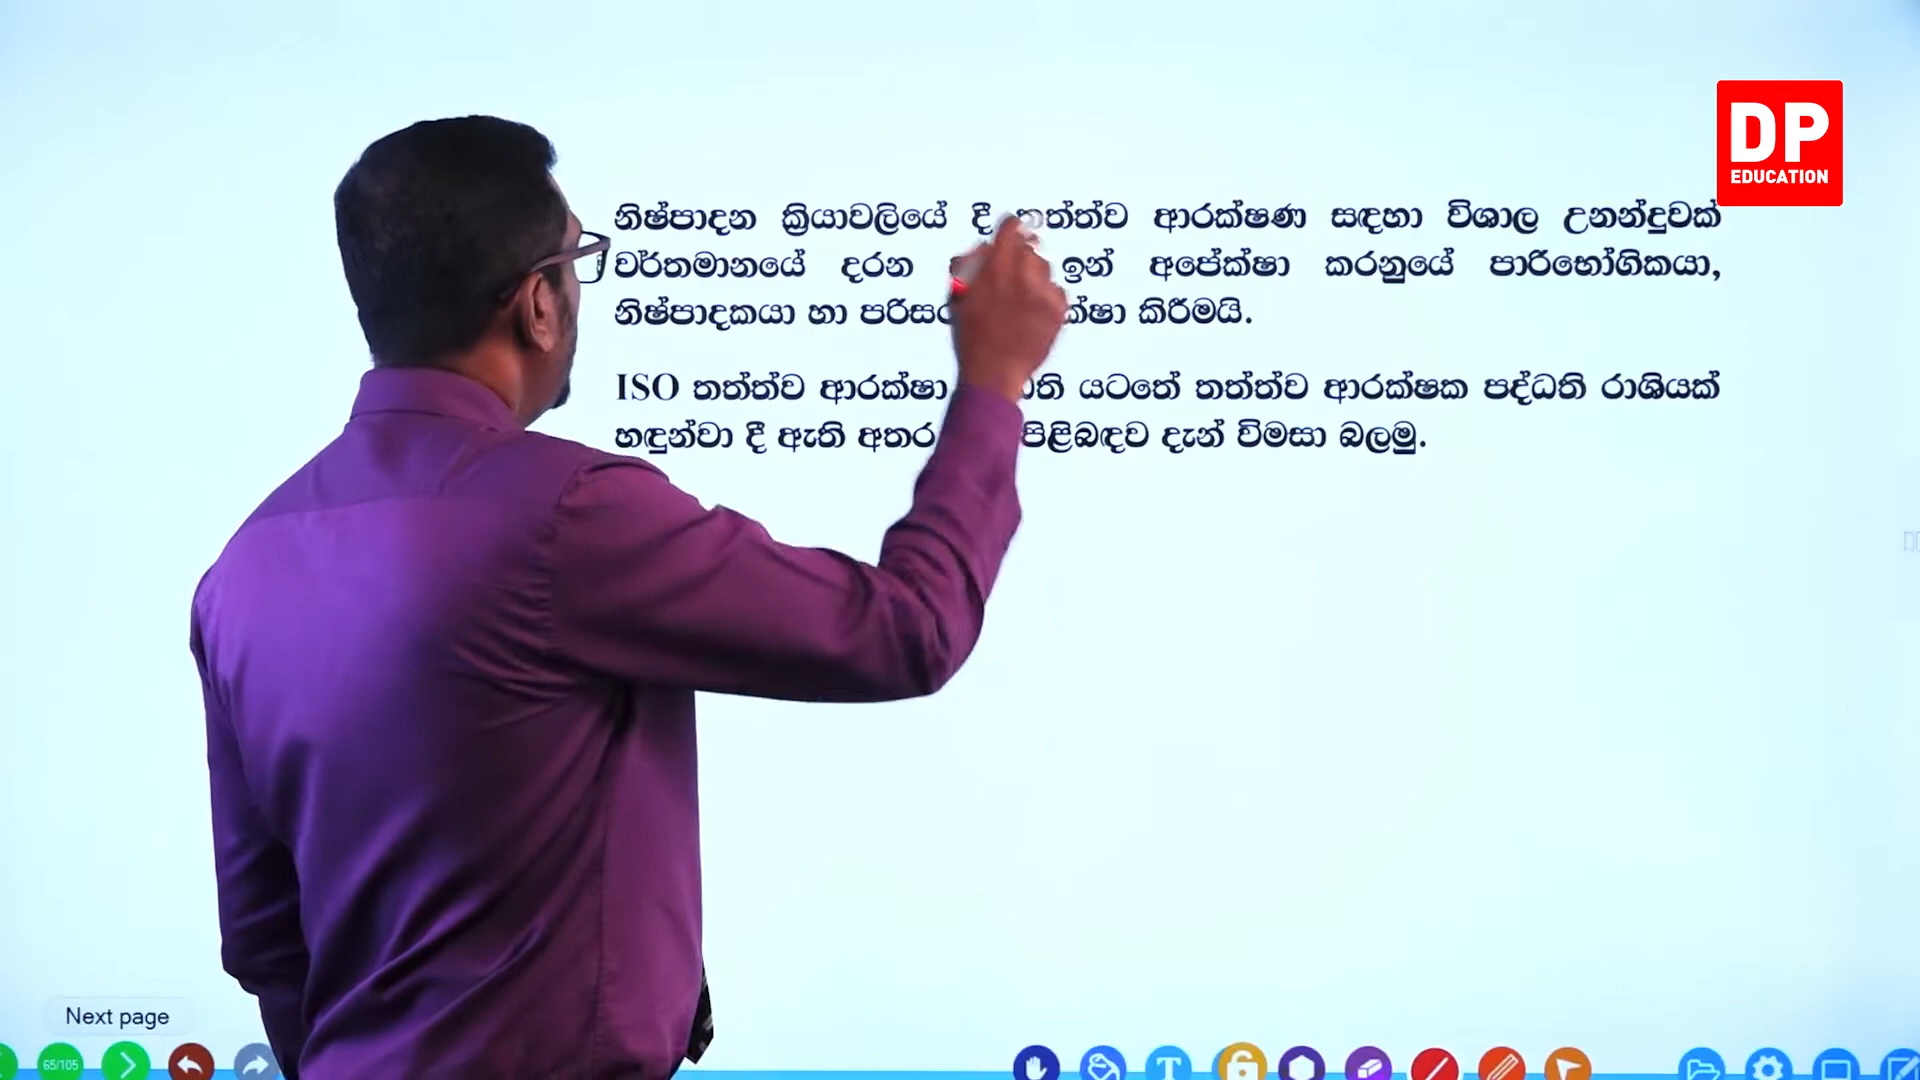 DP
EDUCATION
නිෂ්පාදන ක්‍රියාවලියේ දී තත්ත්ව ආරක්ෂණ සඳහා විශාල උනන්දුවක්
වර්තමානයේ දරන ඉන් අපේක්ෂා කරනුයේ පාරිභෝගිකයා,
නිෂ්පාදකයා හා කිරීමයි.
ISO තත්ත්ව ආරක්ෂා යටතේ තත්ත්ව ආරක්ෂක පද්ධති රාශියක්
හඳුන්වා දී ඇති අතර පිළිබඳව දැන් විමසා බලමු.
Next page
65/105
T